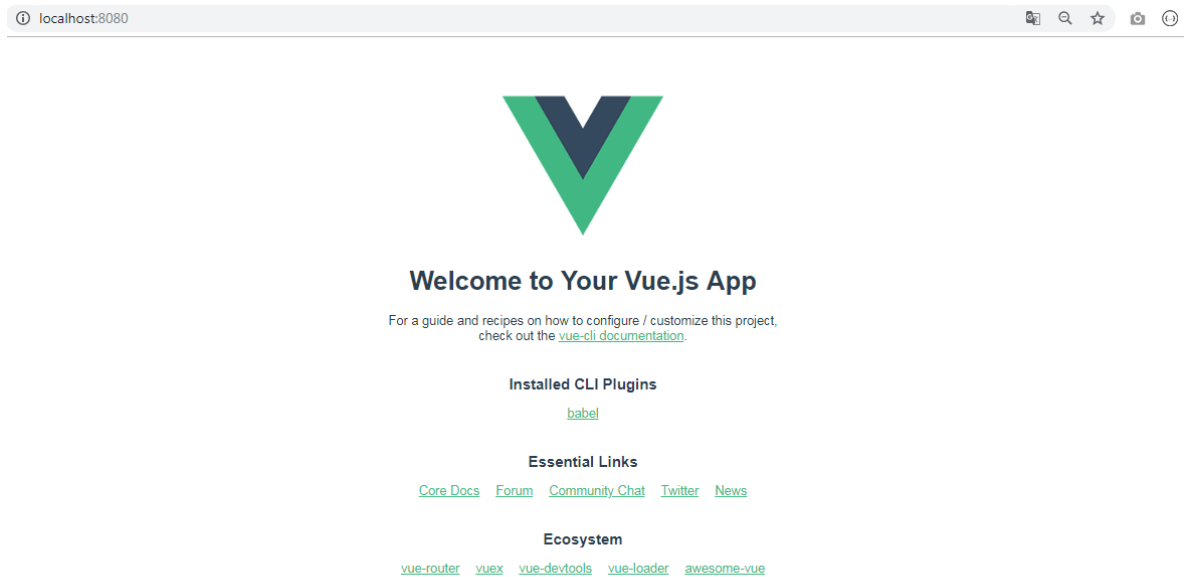 localhost:8080
Welcome to Your Vue.js App
For a guide and recipes on how to configure / customize this project,
check out the vue-cli documentation.
Installed CLI Plugins
babel
Essential Links
Core Docs Forum Community Chat Twitter News
Ecosystem
vue-router vuex vue-devtools vue-loader awesome-vue